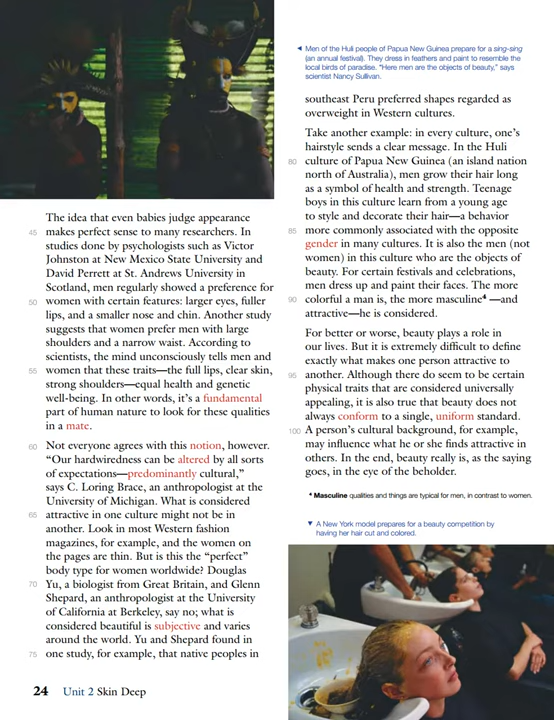 The idea that even babies judge appearance
45 makes perfect sense to many researchers. In
studies done by psychologists such as Victor
Johnston at New Mexico State University and
David Perrett at St. Andrews University in
Scotland, men regularly showed a preference for
50 women with certain features: larger eyes, fuller
lips, and a smaller nose and chin. Another study
suggests that women prefer men with large
shoulders and a narrow waist. According to
scientists, the mind unconsciously tells men and
55 women that these traits—the full lips, clear skin,
strong shoulders—equal health and genetic
well-being. In other words, it's a fundamental
part of human nature to look for these qualities
in a mate.
60 Not everyone agrees with this notion, however.
"Our hardwiredness can be altered by all sorts
of expectations—predominantly cultural,"
says C. Loring Brace, an anthropologist at the
University of Michigan. What is considered
65 attractive in one culture might not be in
another. Look in most Western fashion
magazines, for example, and the women on
the pages are thin. But is this the "perfect"
body type for women worldwide? Douglas
70 Yu, a biologist from Great Britain, and Glenn
Shepard, an anthropologist at the University
of California at Berkeley, say no; what is
considered beautiful is subjective and varies
around the world. Yu and Shepard found in
75 one study, for example, that native peoples in
◄ Men of the Huli people of Papua New Guinea prepare for a sing-sing
(an annual festival). They dress in feathers and paint to resemble the
local birds of paradise. "Here men are the objects of beauty," says
scientist Nancy Sullivan.
southeast Peru preferred shapes regarded as
overweight in Western cultures.
Take another example: in every culture, one's
hairstyle sends a clear message. In the Huli
80 culture of Papua New Guinea (an island nation
north of Australia), men grow their hair long
as a symbol of health and strength. Teenage
boys in this culture learn from a young age
to style and decorate their hair—a behavior
85 more commonly associated with the opposite
gender in many cultures. It is also the men (not
women) in this culture who are the objects of
beauty. For certain festivals and celebrations,
men dress up and paint their faces. The more
90 colorful a man is, the more masculine⁴ —and
attractive—he is considered.
For better or worse, beauty plays a role in
our lives. But it is extremely difficult to define
exactly what makes one person attractive to
95 another. Although there do seem to be certain
physical traits that are considered universally
appealing, it is also true that beauty does not
always conform to a single, uniform standard.
100 A person's cultural background, for example,
may influence what he or she finds attractive in
others. In the end, beauty really is, as the saying
goes, in the eye of the beholder.
⁴ Masculine qualities and things are typical for men, in contrast to women.
▼ A New York model prepares for a beauty competition by
having her hair cut and colored.
24 Unit 2 Skin Deep